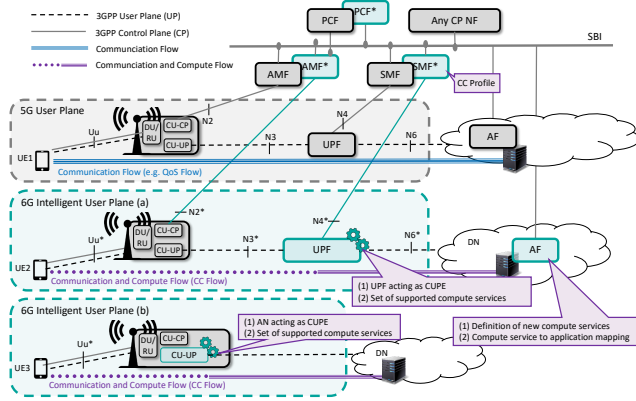 3GPP User Plane (UP)
3GPP Control Plane (CP)
Communciation Flow
Communciation and Compute Flow
PCF
PCF*
Any CP NF
SBI
AMF
AMF*
SMF
SMF*
CC Profile
5G User Plane
N2
N4
Uu
DU/
RU
CU-CP
CU-UP
N3
UPF
N6
AF
UE1
Communication Flow (e.g. QoS Flow)
6G Intelligent User Plane (a)
N2*
N4*
Uu*
DU/
RU
CU-CP
CU-UP
N3*
UPF
N6*
DN
AF
UE2
Communication and Compute Flow (CC Flow)
(1) UPF acting as CUPE
(2) Set of supported compute services
6G Intelligent User Plane (b)
(1) AN acting as CUPE
(2) Set of supported compute services
(1) Definition of new compute services
(2) Compute service to application mapping
Uu*
DU/
RU
CU-CP
CU-UP
DN
UE3
Communication and Compute Flow (CC Flow)